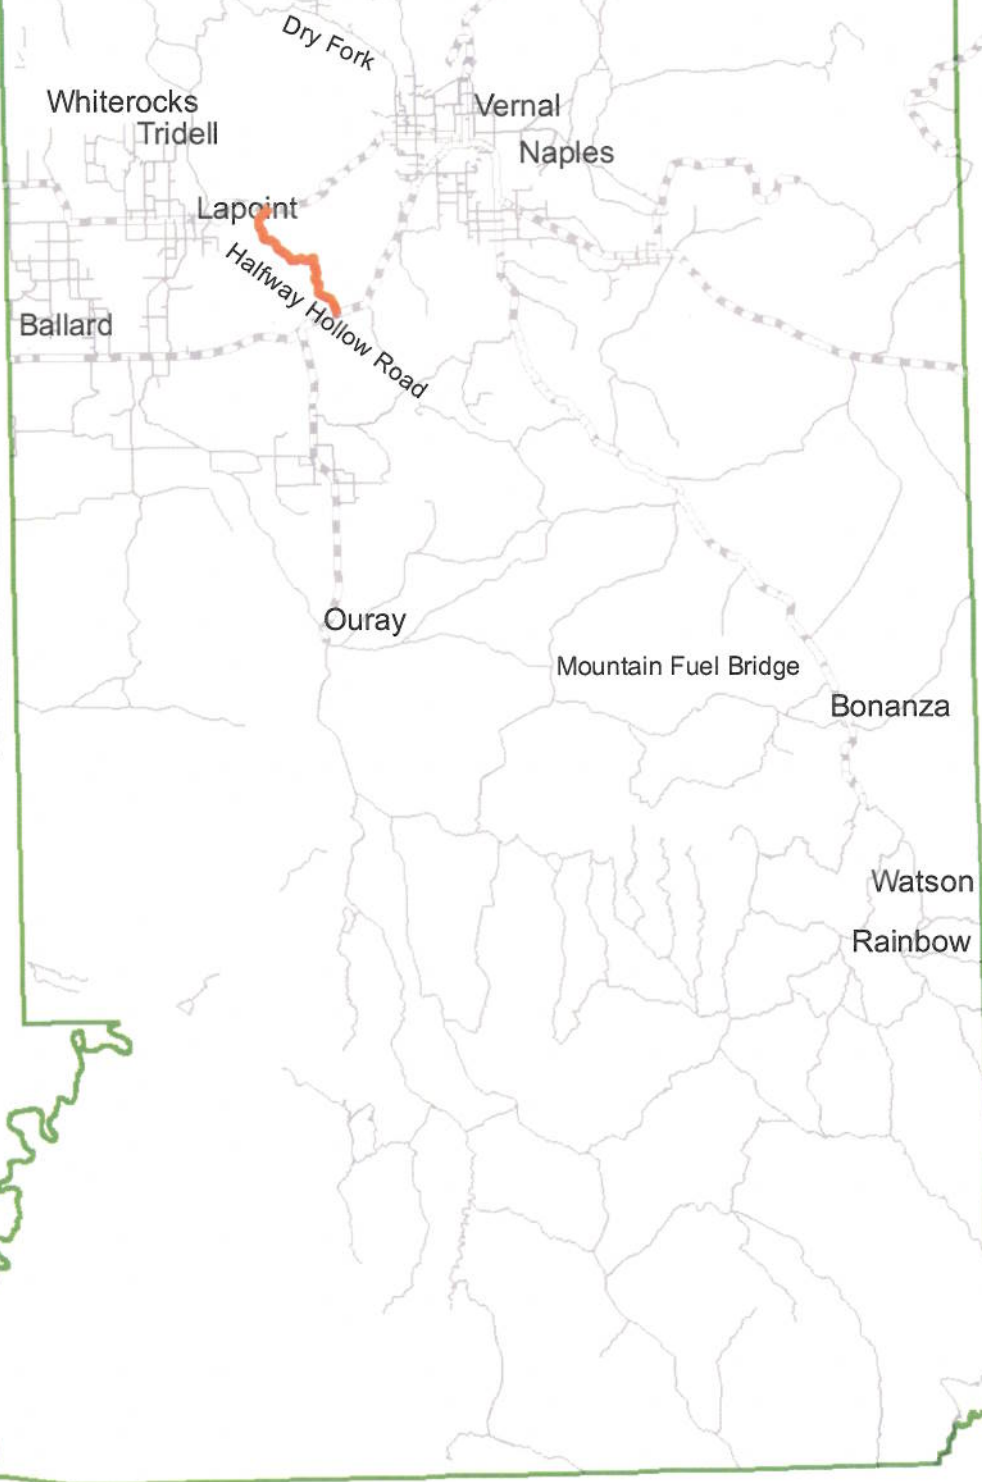 Dry Fork
Whiterocks
Vernal
Tridell
Naples
Lapoint
Halfway Hollow Road
Ballard
Ouray
Mountain Fuel Bridge
Bonanza
Watson
Rainbow